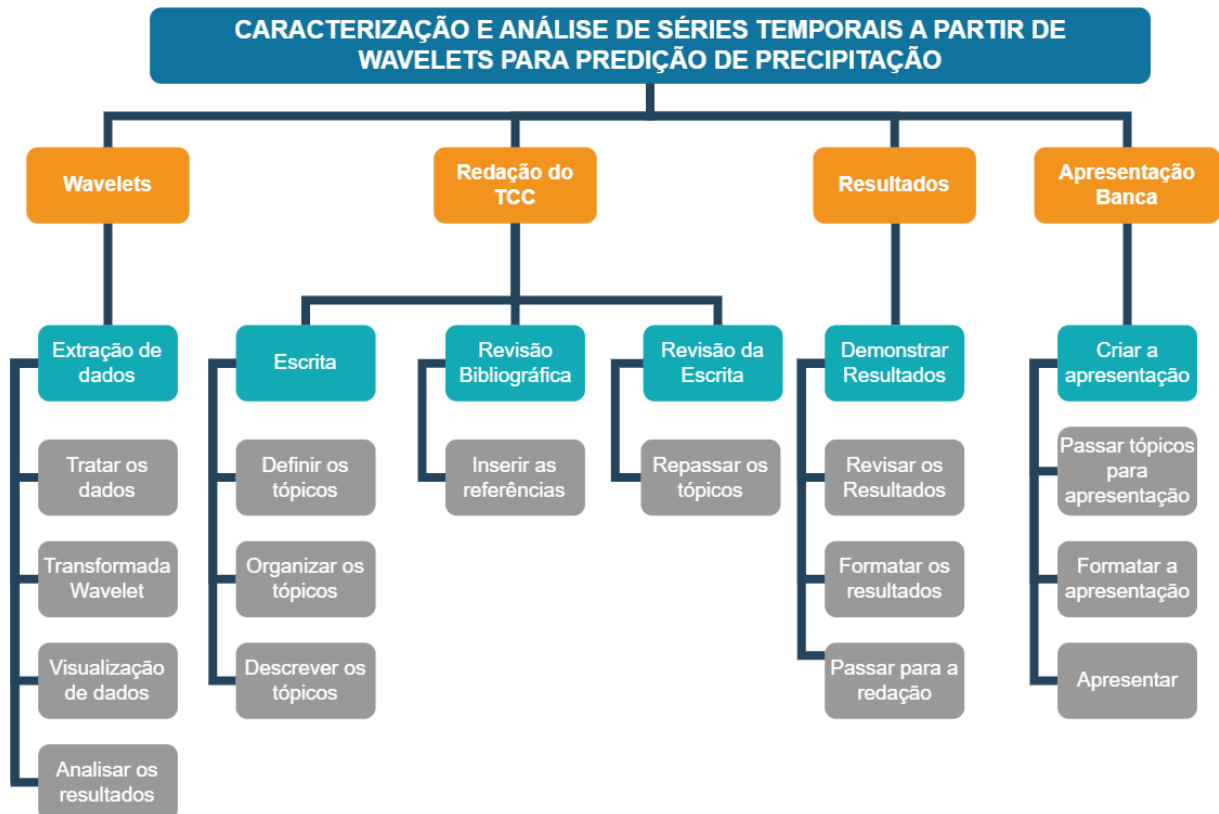 CARACTERIZAÇÃO E ANÁLISE DE SÉRIES TEMPORAIS A PARTIR DE
WAVELETS PARA PREDIÇÃO DE PRECIPITAÇÃO
Wavelets
Redação do
TCC
Resultados
Apresentação
Banca
Extração de
dados
Escrita
Revisão
Bibliográfica
Revisão da
Escrita
Demonstrar
Resultados
Criar a
apresentação
Tratar os
dados
Definir os
tópicos
Inserir as
referências
Repassar os
tópicos
Revisar os
Resultados
Passar tópicos
para
apresentação
Transformada
Wavelet
Organizar os
tópicos
Formatar os
resultados
Formatar a
apresentação
Visualização
de dados
Descrever os
tópicos
Passar para a
redação
Apresentar
Analisar os
resultados